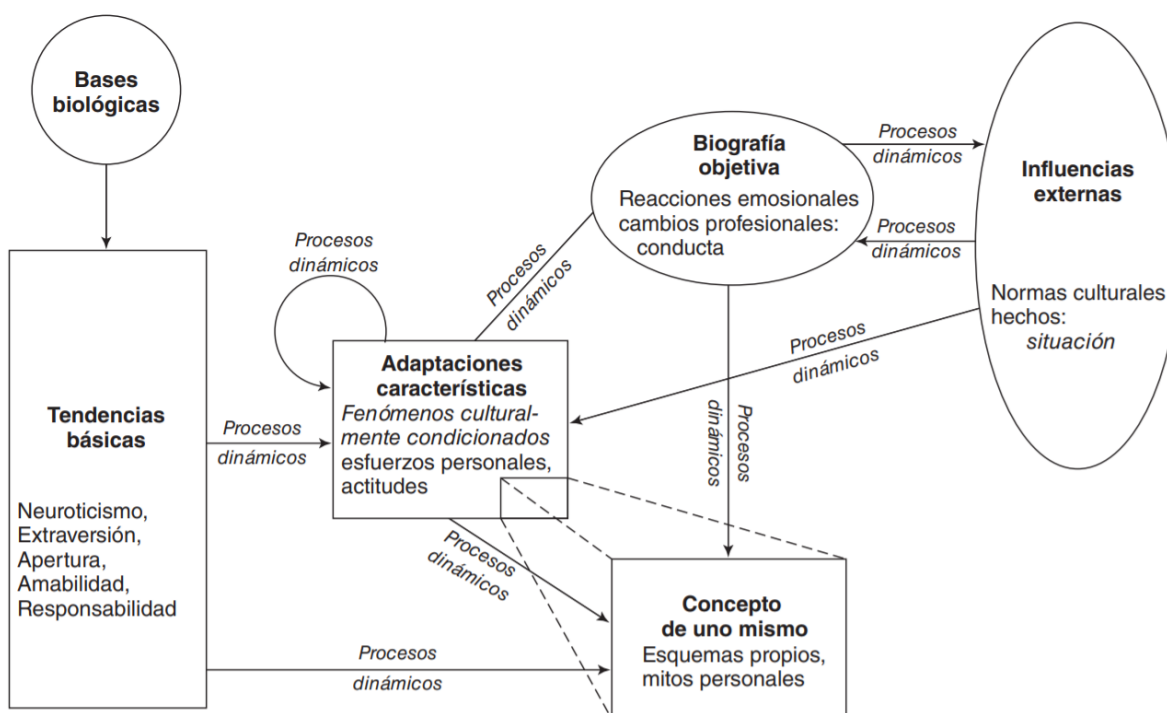 Bases
biológicas
Procesos
dinámicos
Biografía
objetiva
Reacciones emosionales
cambios profesionales:
conducta
Influencias
externas
Procesos
dinámicos
Procesos
dinámicos
Normas culturales
hechos:
situación
Procesos
dinámicos
Procesos
dinámicos
Adaptaciones
características
Fenómenos cultural-
mente condicionados
esfuerzos personales,
actitudes
Procesos
dinámicos
Tendencias
básicas
Procesos
dinámicos
Neuroticismo,
Extraversión,
Apertura,
Amabilidad,
Responsabilidad
Procesos
dinámicos
Concepto
de uno mismo
Esquemas propios,
mitos personales
Procesos
dinámicos